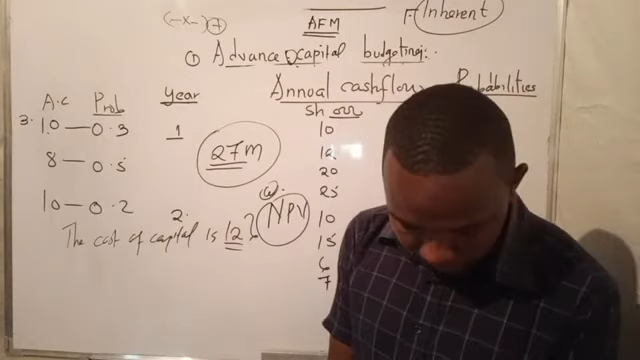 (-x-) (+)
AFM
F: Inherent
① Advance capital budgeting:-
Annual cashflow Probabilities
A.C Prob Year
Sh
3. 10 — 0.3 1 10
27m
8 — 0.5 20
25
10 — 0.2 2. (a). NPV 10
The cost of capital is 12% 15
6
7